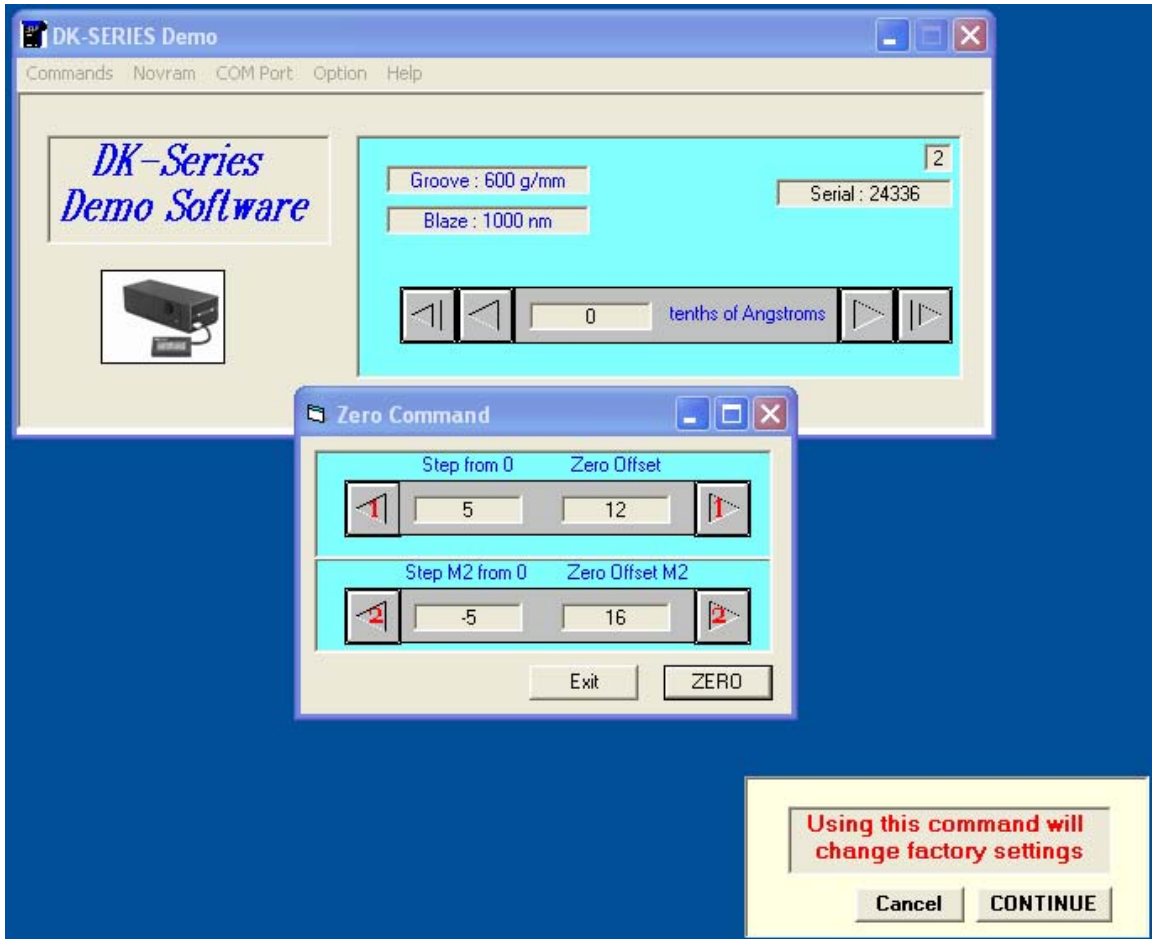 DK-SERIES Demo
Commands Novram COM Port Option Help
DK-Series
Demo Software
2
Groove : 600 g/mm
Serial : 24336
Blaze : 1000 nm
0 tenths of Angstroms
Zero Command
Step from 0 Zero Offset
1 5 12 1
Step M2 from 0 Zero Offset M2
2 -5 16 2
Exit ZERO
Using this command will
change factory settings
Cancel CONTINUE